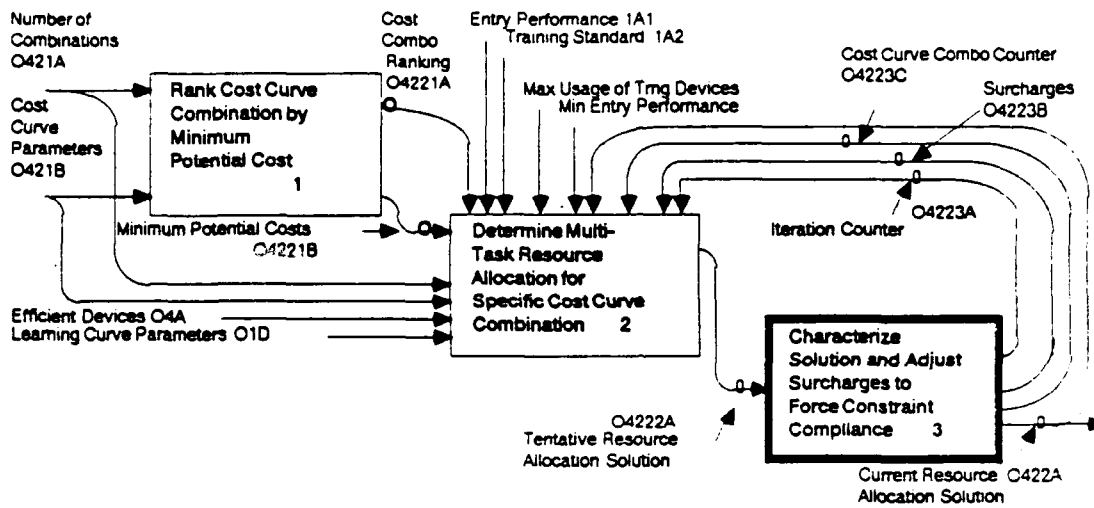 Number of
Combinations
O421A
Cost
Curve
Parameters
O421B
Rank Cost Curve
Combination by
Minimum
Potential Cost
1
Cost
Combo
Ranking
O4221A
Entry Performance 1A1
Training Standard 1A2
Max Usage of Trng Devices
Min Entry Performance
Cost Curve Combo Counter
O4223C
Surcharges
O4223B
O4223A
Iteration Counter
Minimum Potential Costs
O4221B
Efficient Devices O4A
Learning Curve Parameters O1D
Determine Multi-
Task Resource
Allocation for
Specific Cost Curve
Combination 2
O4222A
Tentative Resource
Allocation Solution
Characterize
Solution and Adjust
Surcharges to
Force Constraint
Compliance 3
Current Resource O422A
Allocation Solution